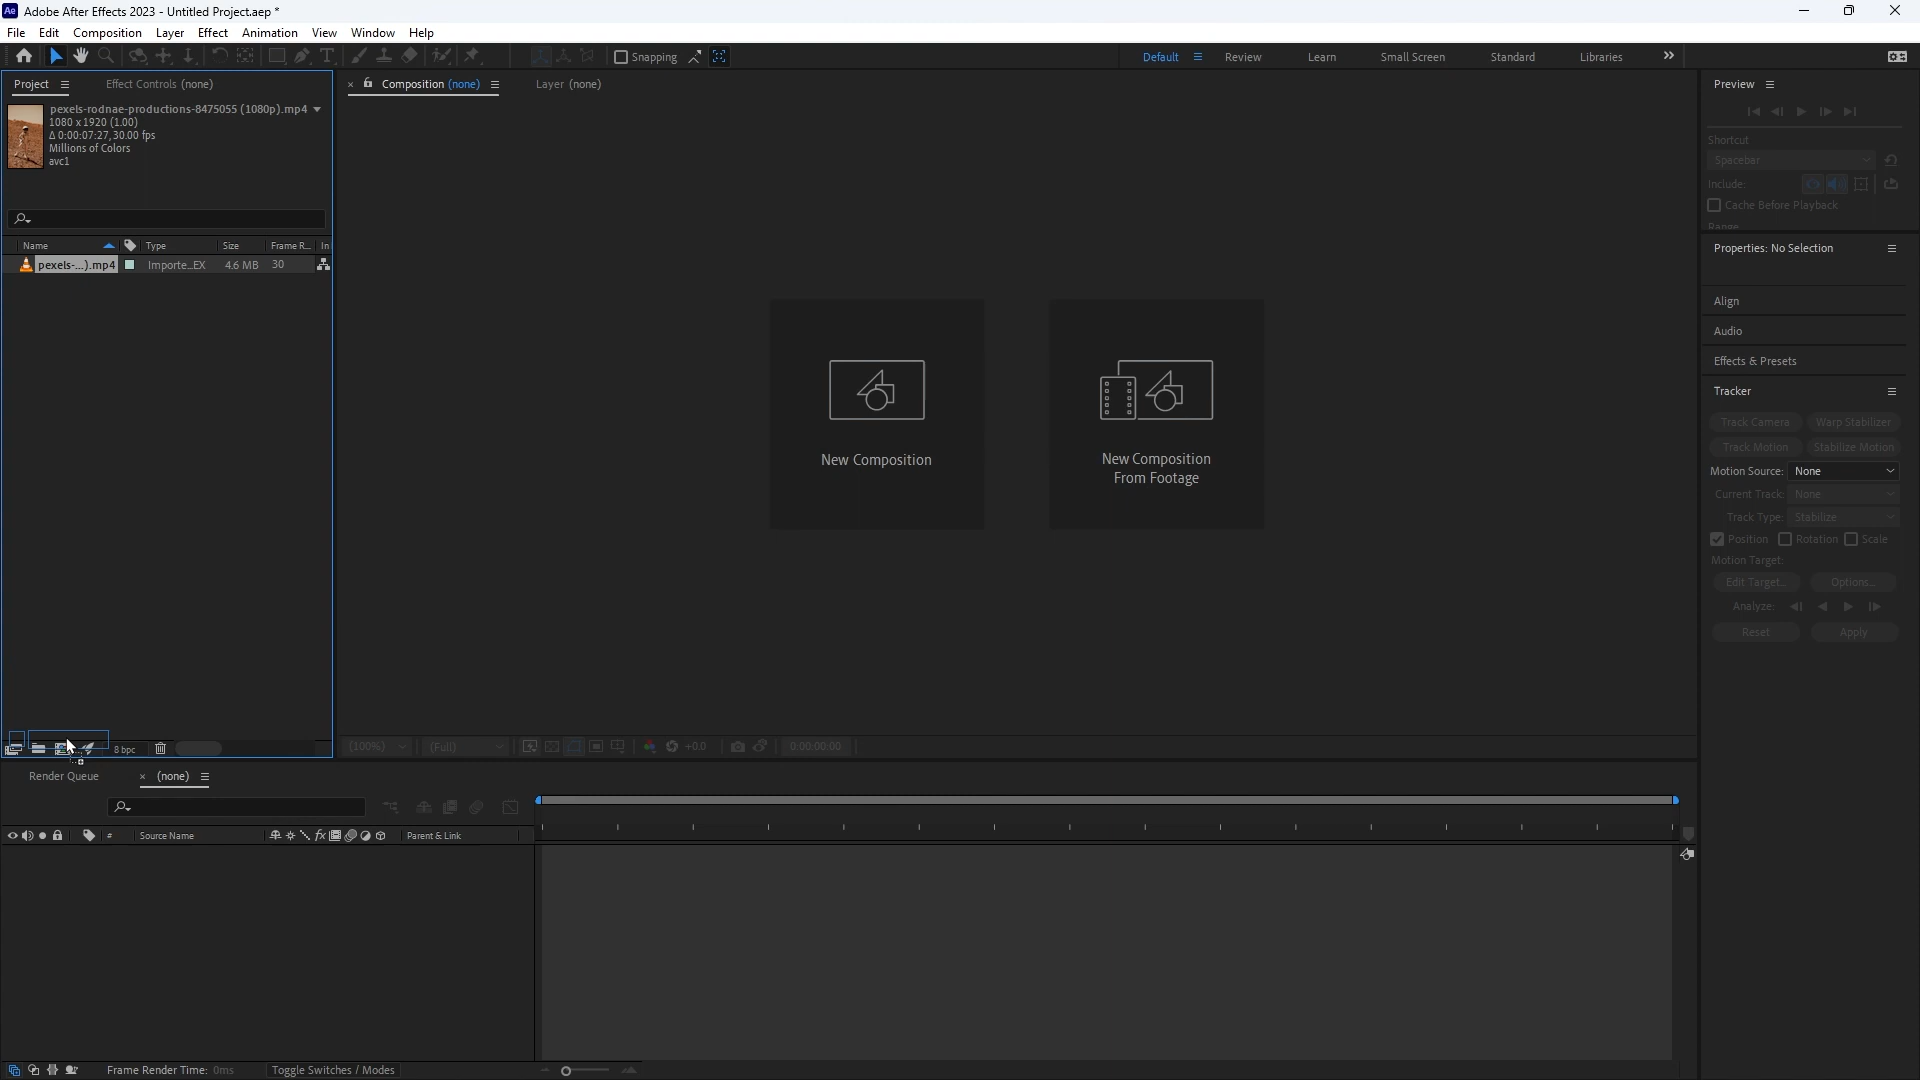 Ae Adobe After Effects 2023 - Untitled Project.aep *
File Edit Composition Layer Effect Animation View Window Help
Snapping Default Review Learn Small Screen Standard Libraries
Project Effect Controls (none) Composition (none) Layer (none) Preview
pexels-rodnae-productions-8475055 (1080p).mp4
1080 x 1920 (1.00)
Δ 0:00:07:27, 30.00 fps
Millions of Colors
avc1
Shortcut
Spacebar
Include:
Cache Before Playback
Range
Name Type Size Frame R... In
pexels-...).mp4 Importe...EX 4.6 MB 30
Properties: No Selection
Align
Audio
Effects & Presets
Tracker
Track Camera Warp Stabilizer
Track Motion Stabilize Motion
Motion Source: None
Current Track: None
Track Type: Stabilize
Position Rotation Scale
Motion Target:
Edit Target... Options...
Analyze:
Reset Apply
New Composition
New Composition
From Footage
8 bpc (100%) (Full) +0.0 0:00:00:00
Render Queue (none)
# Source Name fx Parent & Link
Frame Render Time: 0ms Toggle Switches / Modes